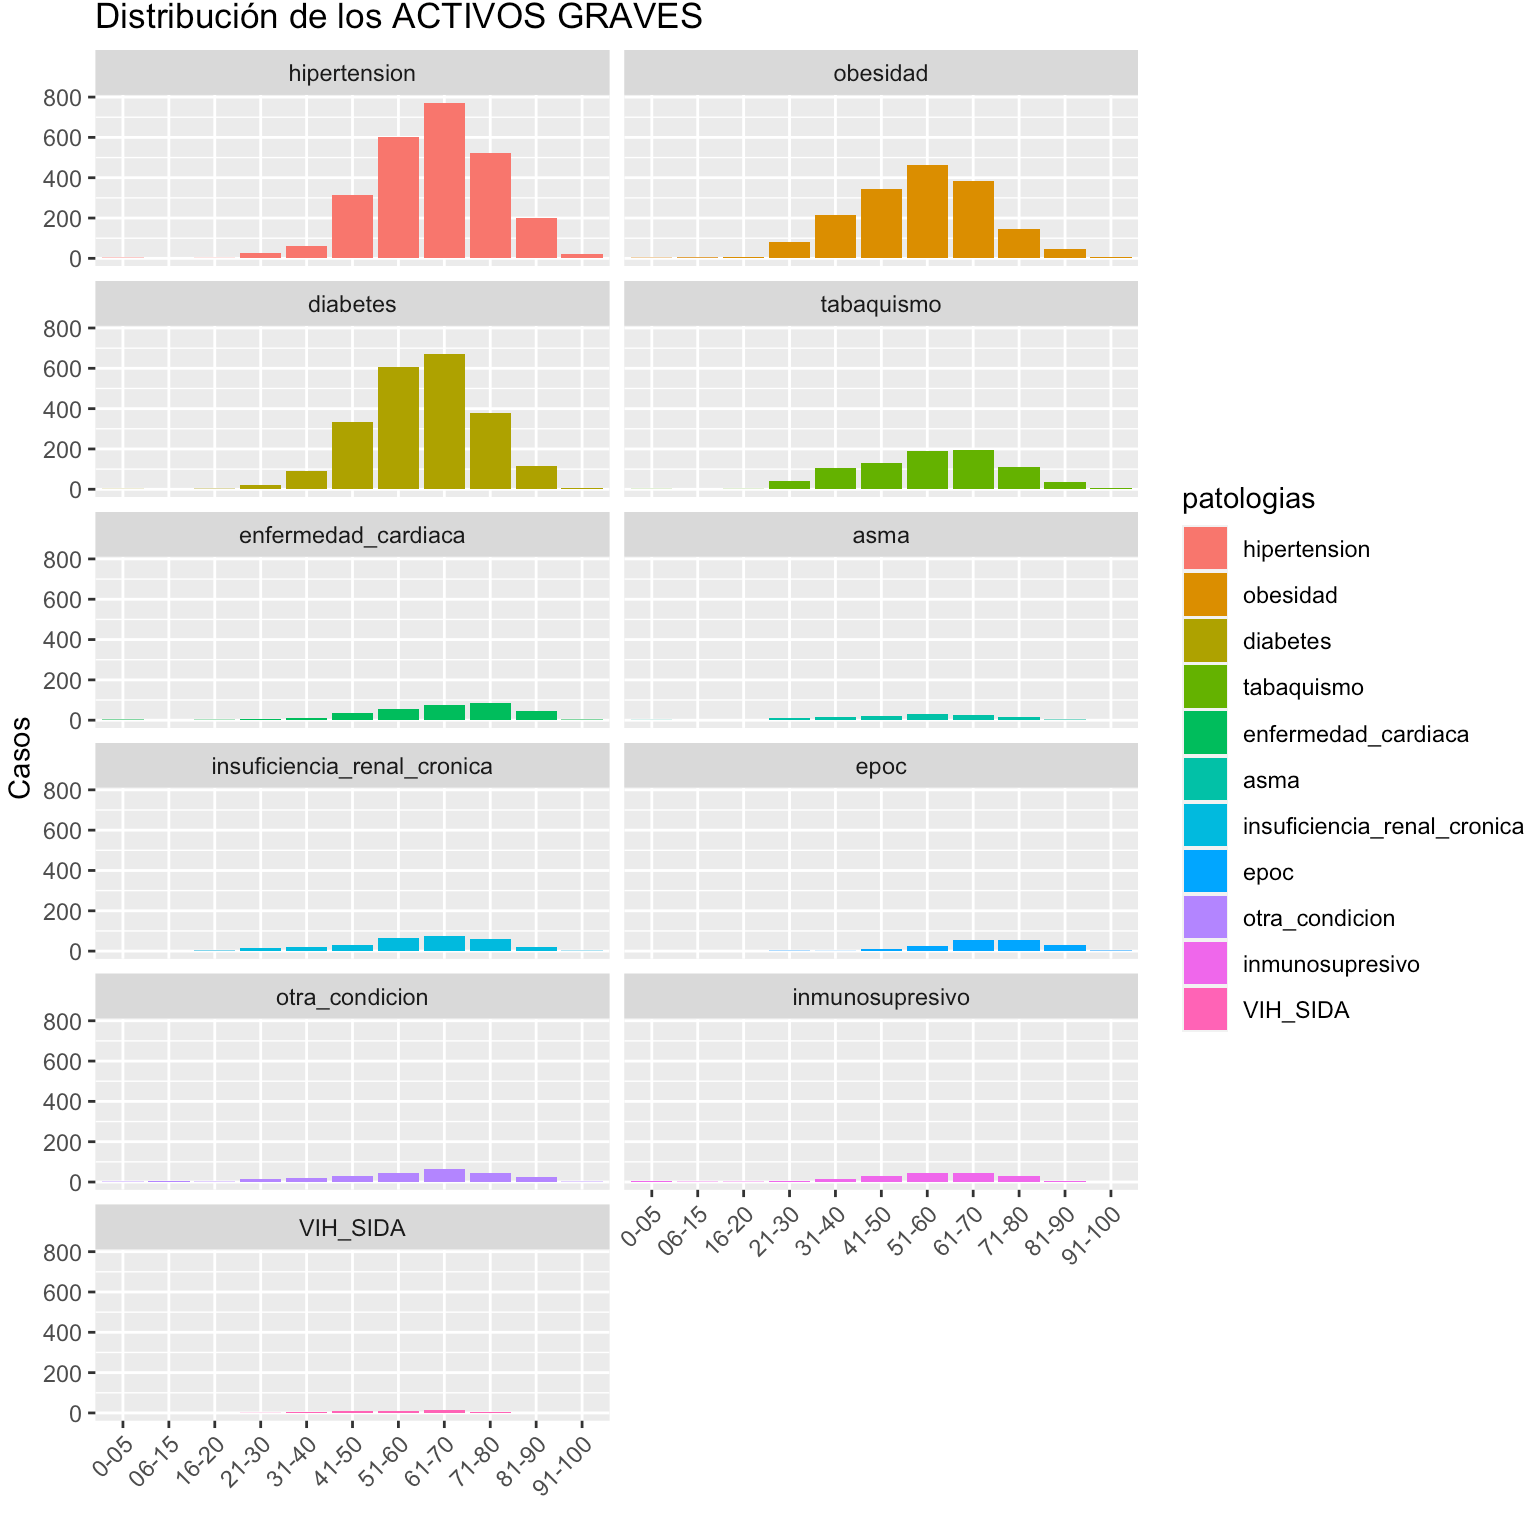 Distribución de los ACTIVOS GRAVES
hipertension
obesidad
800
600
400
200
0
diabetes
tabaquismo
800
600
400
200
0
enfermedad_cardiaca
asma
800
600
400
200
0
insuficiencia_renal_cronica
epoc
800
600
400
200
0
otra_condicion
inmunosupresivo
800
600
400
200
0
VIH_SIDA
800
600
400
200
0
0-05
06-15
16-20
21-30
31-40
41-50
51-60
61-70
71-80
81-90
91-100
0-05
06-15
16-20
21-30
31-40
41-50
51-60
61-70
71-80
81-90
91-100
Casos
patologias
hipertension
obesidad
diabetes
tabaquismo
enfermedad_cardiaca
asma
insuficiencia_renal_cronica
epoc
otra_condicion
inmunosupresivo
VIH_SIDA